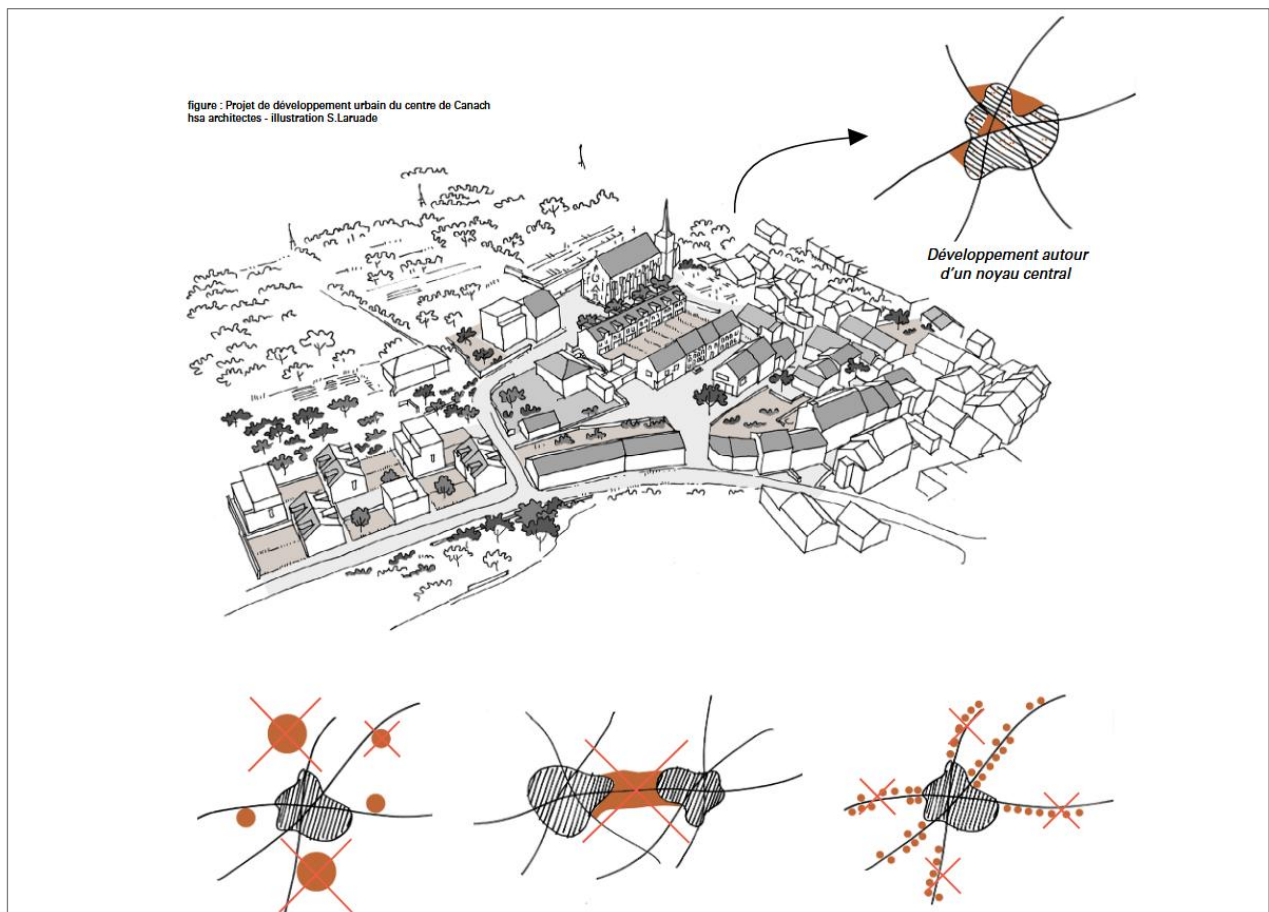 figure : Projet de développement urbain du centre de Canach
hsa architectes - illustration S.Laruade
Développement autour
d'un noyau central